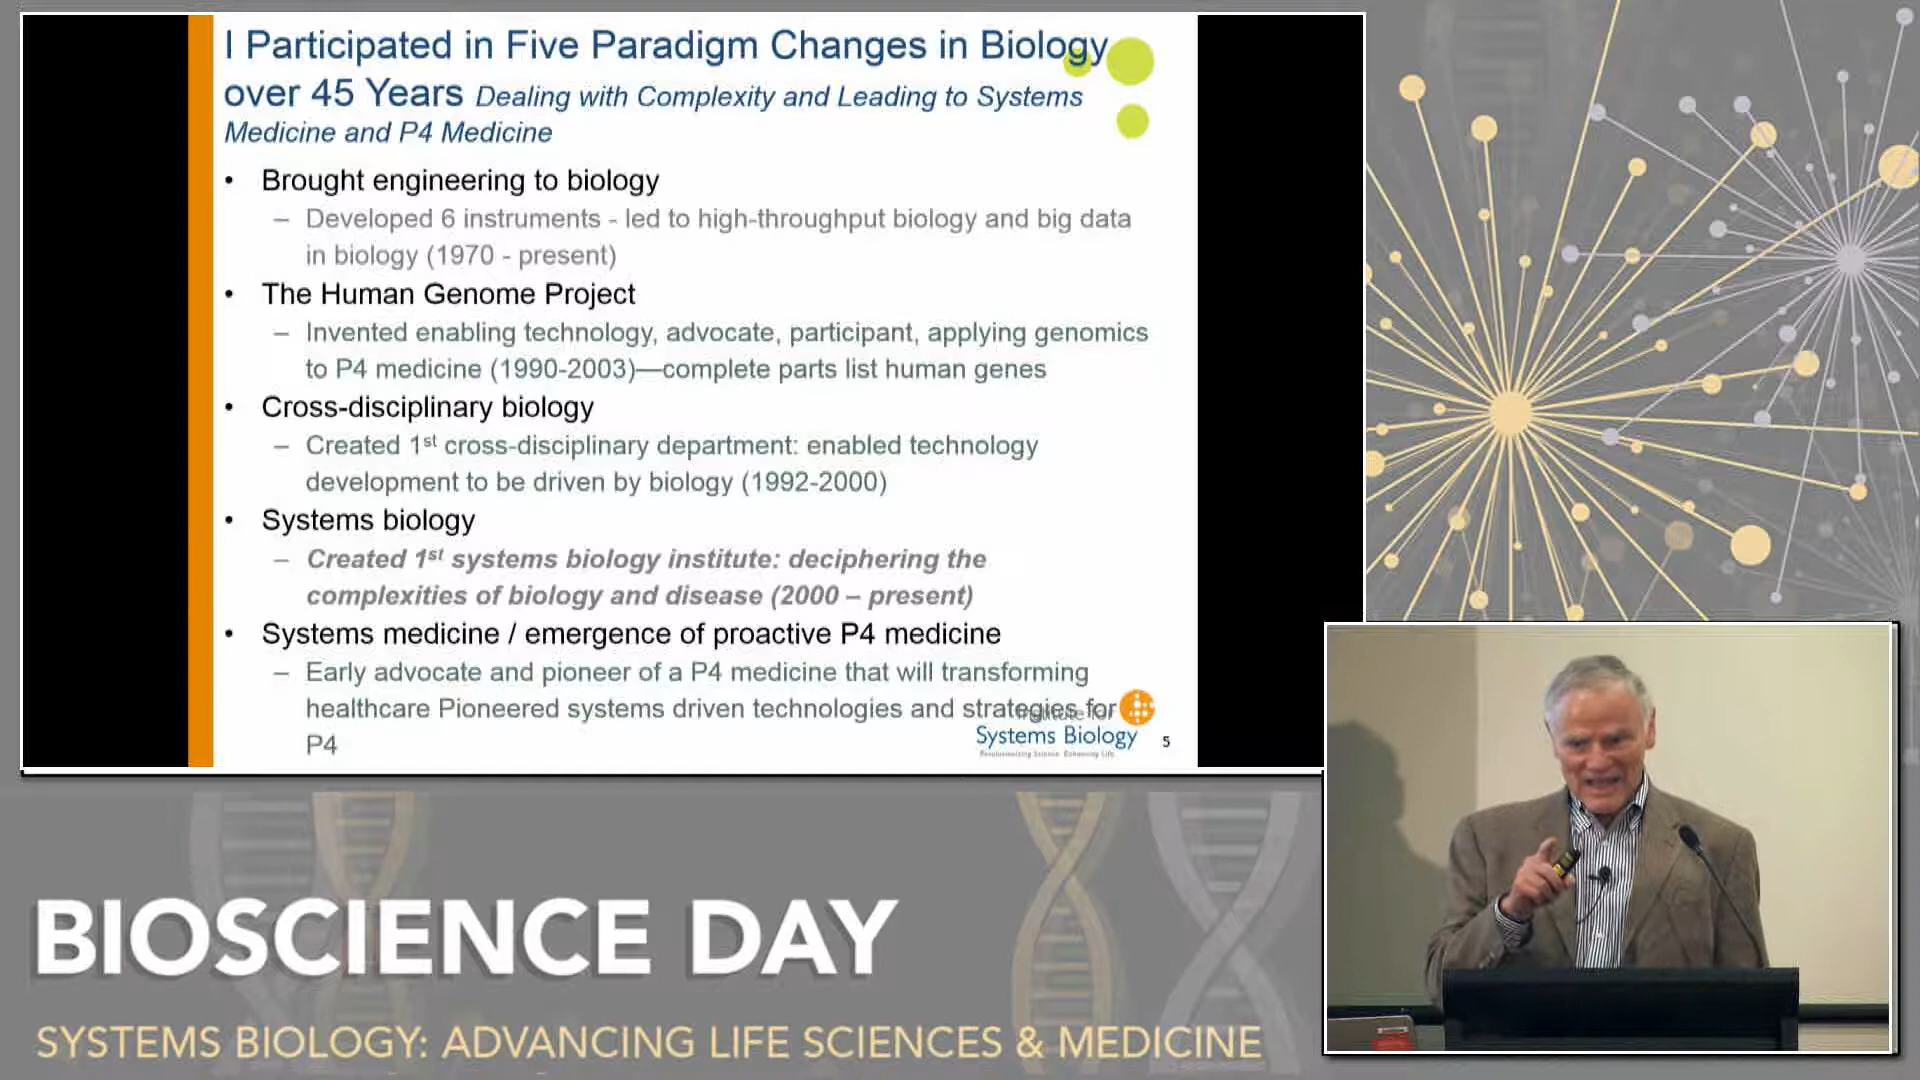 I Participated in Five Paradigm Changes in Biology
over 45 Years Dealing with Complexity and Leading to Systems
Medicine and P4 Medicine
• Brought engineering to biology
– Developed 6 instruments - led to high-throughput biology and big data
in biology (1970 - present)
• The Human Genome Project
– Invented enabling technology, advocate, participant, applying genomics
to P4 medicine (1990-2003)—complete parts list human genes
• Cross-disciplinary biology
– Created 1st cross-disciplinary department: enabled technology
development to be driven by biology (1992-2000)
• Systems biology
– Created 1st systems biology institute: deciphering the
complexities of biology and disease (2000 – present)
• Systems medicine / emergence of proactive P4 medicine
– Early advocate and pioneer of a P4 medicine that will transforming
healthcare Pioneered systems driven technologies and strategies for
P4
Institute for
Systems Biology
Revolutionizing Science. Enhancing Life.
5
BIOSCIENCE DAY
SYSTEMS BIOLOGY: ADVANCING LIFE SCIENCES & MEDICINE